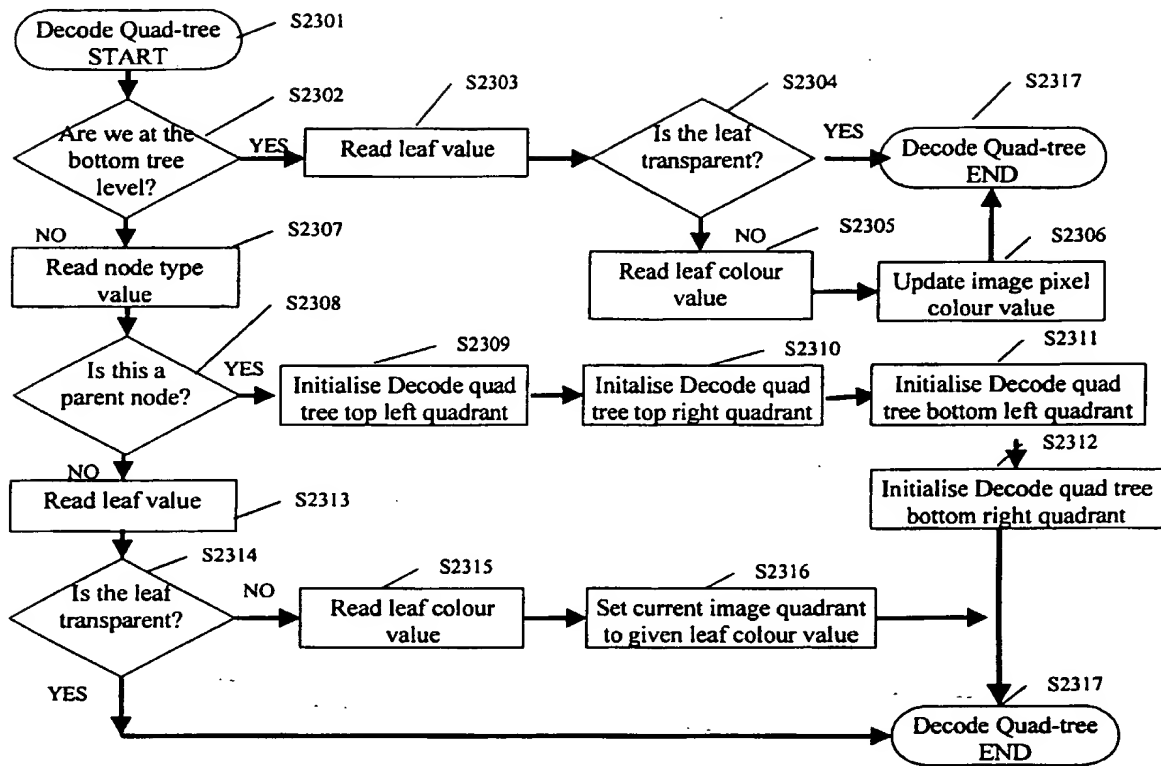 Decode Quad-tree
START
S2301
Are we at the
bottom tree
level?
S2302
YES
Read leaf value
S2303
Is the leaf
transparent?
S2304
YES
Decode Quad-tree
END
S2317
NO
Read leaf colour
value
S2305
Update image pixel
colour value
S2306
NO
Read node type
value
S2307
Is this a
parent node?
S2308
YES
Initialise Decode quad
tree top left quadrant
S2309
Initalise Decode quad
tree top right quadrant
S2310
Initialise Decode quad
tree bottom left quadrant
S2311
Initialise Decode quad tree
bottom right quadrant
S2312
NO
Read leaf value
S2313
Is the leaf
transparent?
S2314
NO
Read leaf colour
value
S2315
Set current image quadrant
to given leaf colour value
S2316
YES
Decode Quad-tree
END
S2317